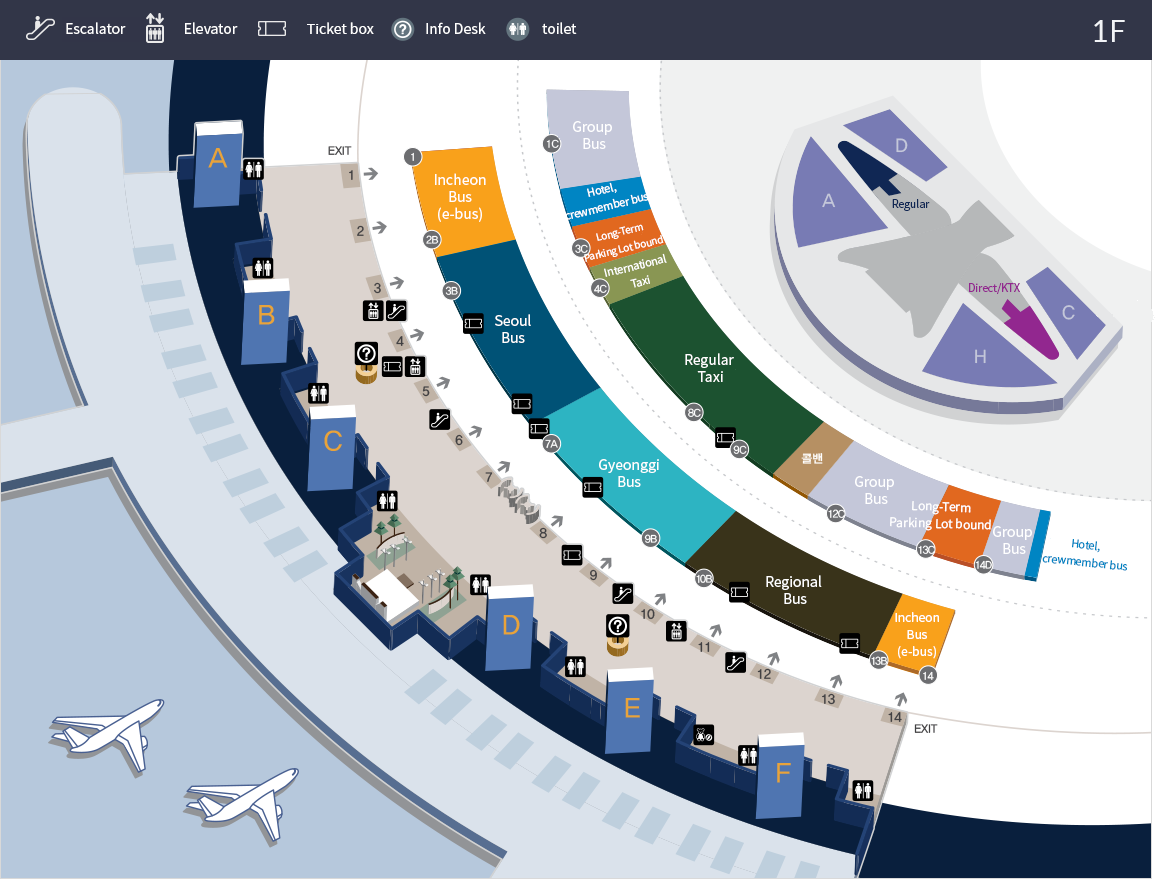 Escalator
Elevator
Ticket box
Info Desk
toilet
1F
A
B
C
D
E
F
EXIT
1
2
3
4
5
6
7
8
9
10
11
12
13
14
EXIT
?
?
1
Incheon
Bus
(e-bus)
2B
3B
Seoul
Bus
7A
Gyeonggi
Bus
9B
10B
Regional
Bus
13B
Incheon
Bus
(e-bus)
14
1C
Group
Bus
Hotel,
crewmember bus
3C
Long-Term
Parking Lot bound
4C
International
Taxi
Regular
Taxi
8C
9C
콜밴
12C
Group
Bus
13C
Long-Term
Parking Lot bound
14D
Group
Bus
Hotel,
crewmember bus
A
D
Regular
Direct/KTX
C
H